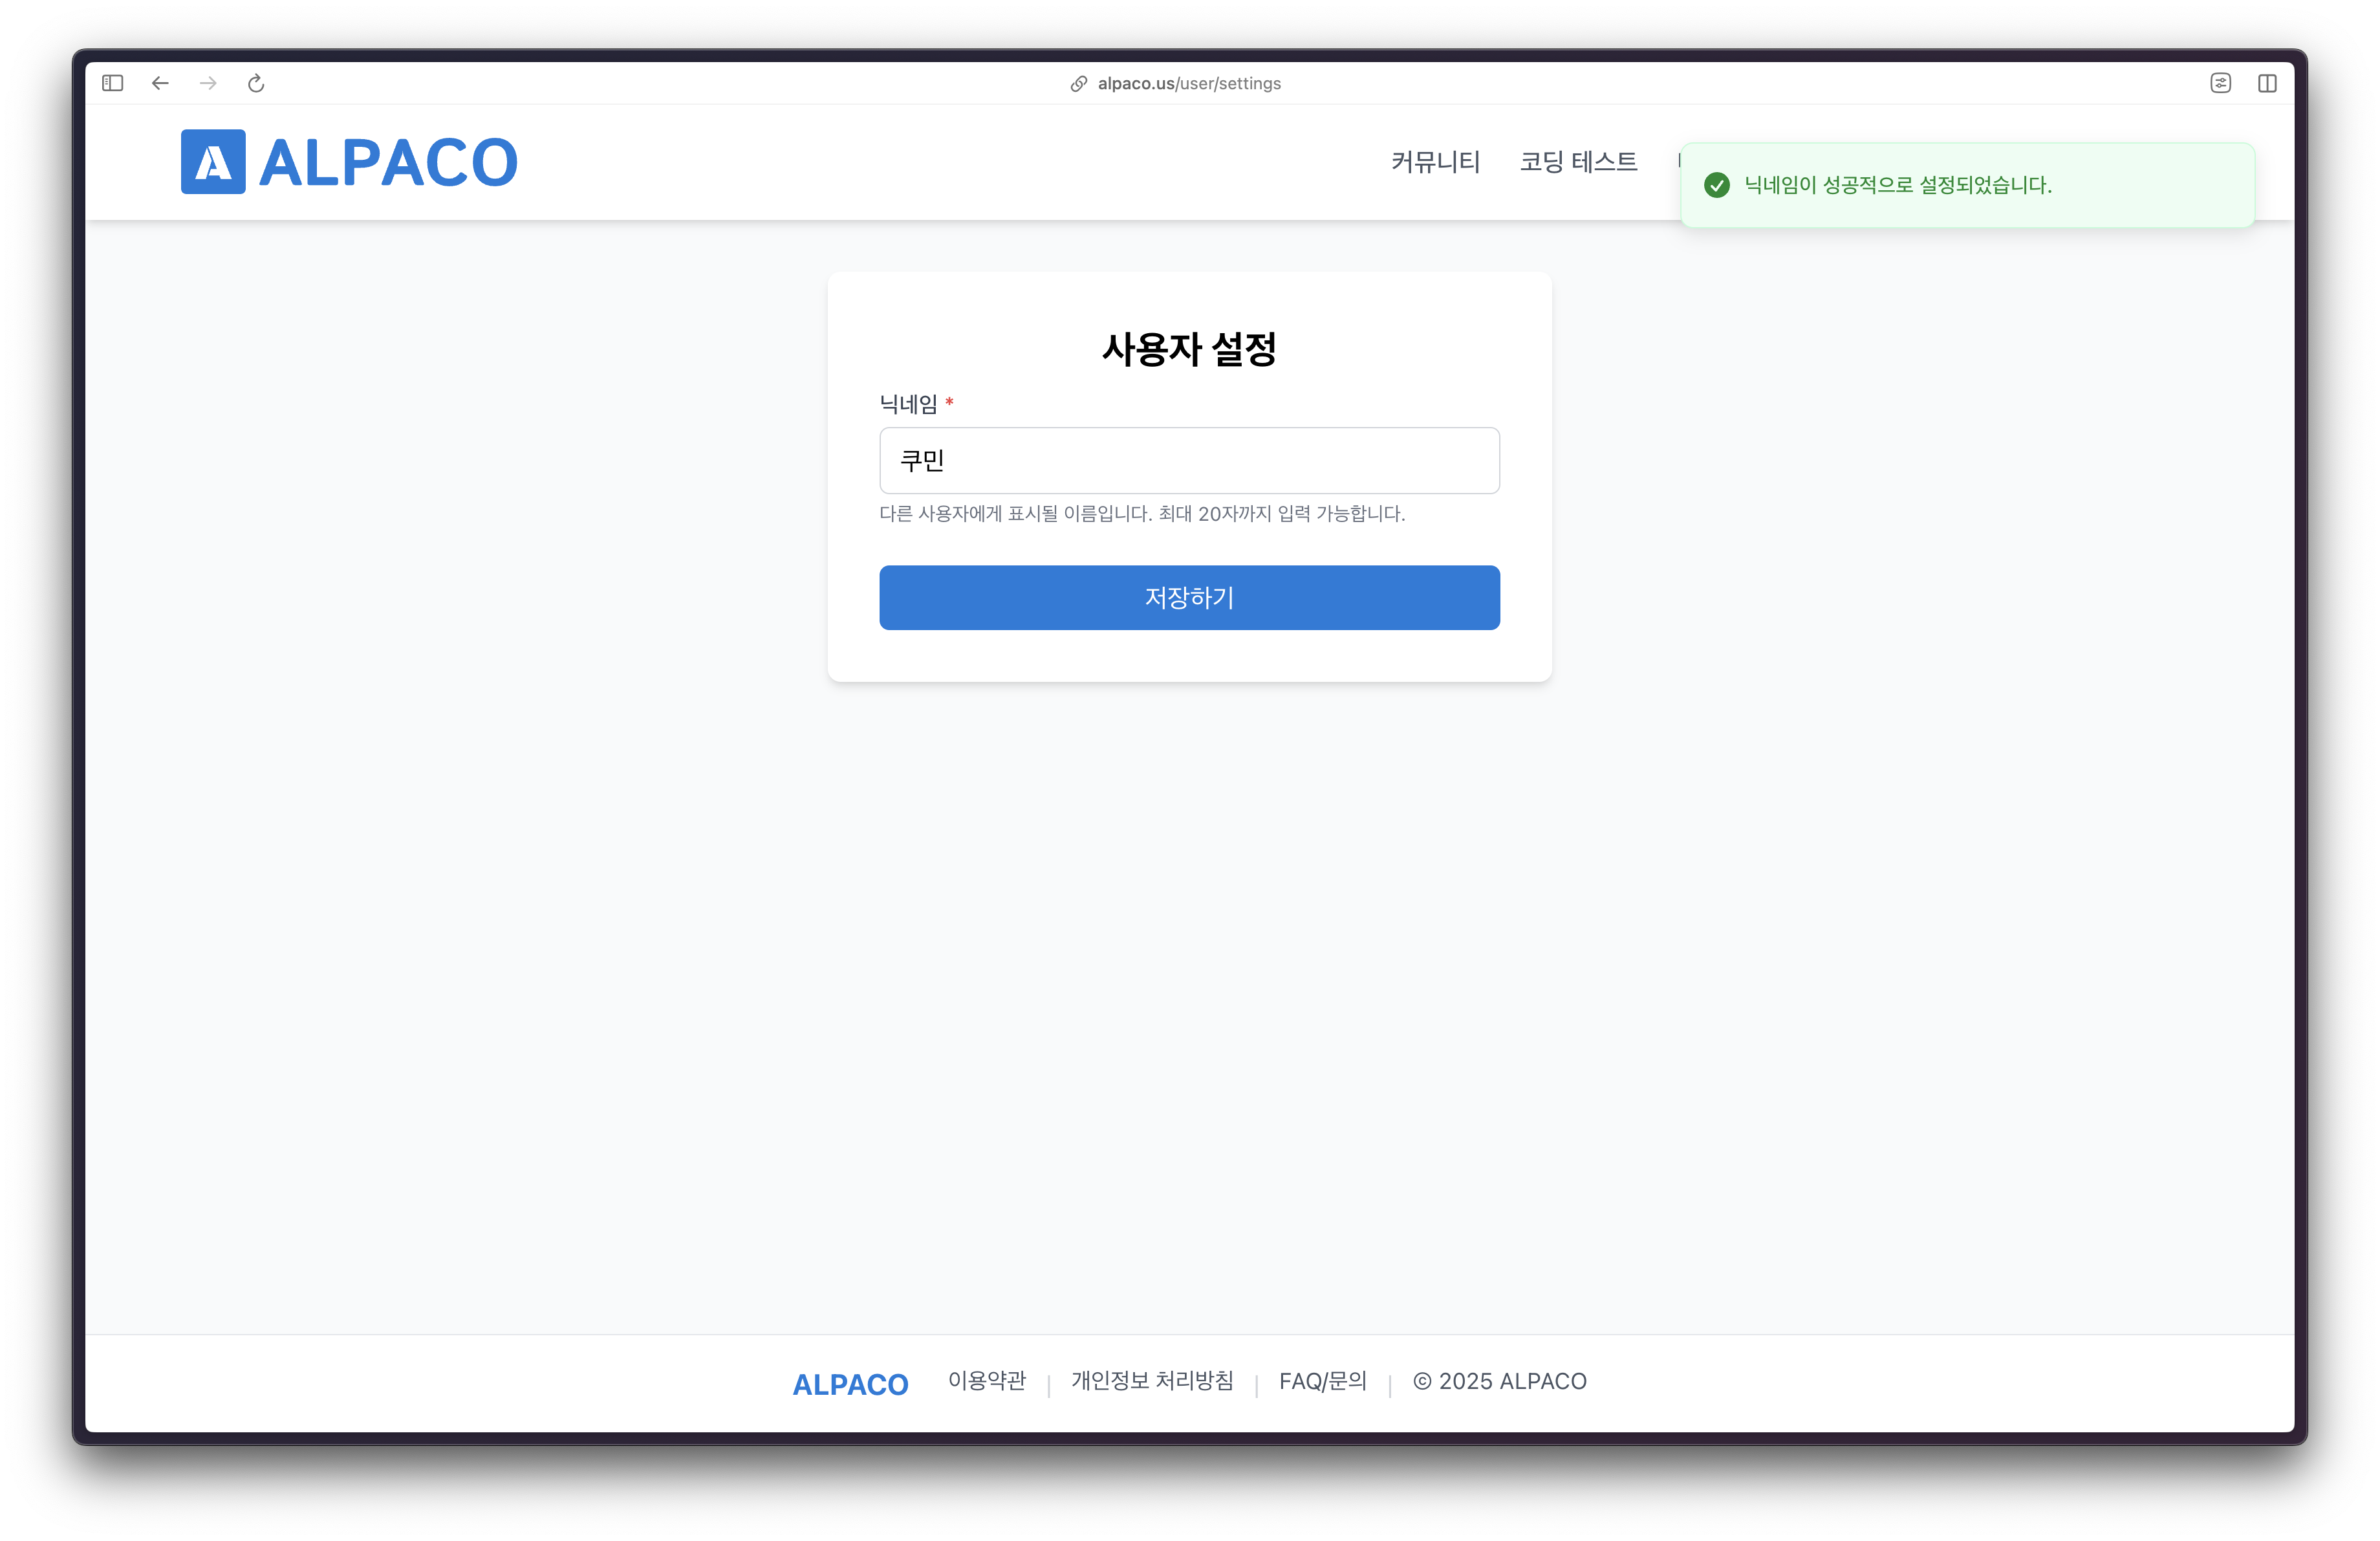 alpaco.us/user/settings
ALPACO
커뮤니티 코딩 테스트
닉네임이 성공적으로 설정되었습니다.
사용자 설정
닉네임 *
쿠민
다른 사용자에게 표시될 이름입니다. 최대 20자까지 입력 가능합니다.
저장하기
ALPACO 이용약관 | 개인정보 처리방침 | FAQ/문의 | © 2025 ALPACO